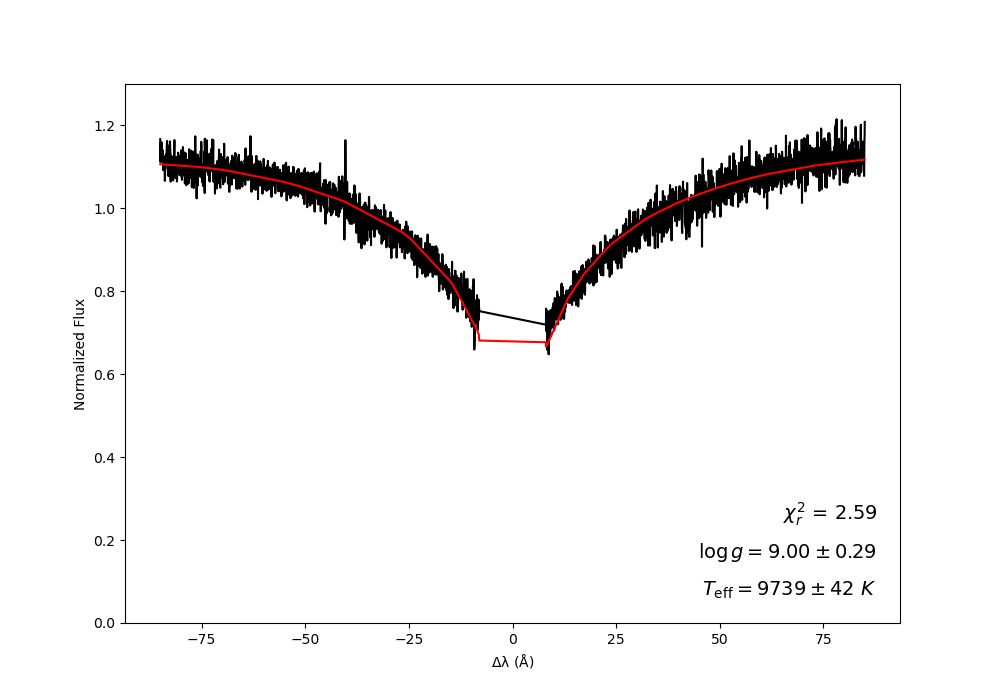 Normalized Flux
1.2
1.0
0.8
0.6
0.4
0.2
0.0
χ²ᵣ = 2.59
log g = 9.00 ± 0.29
T_eff = 9739 ± 42 K
−75 −50 −25 0 25 50 75
Δλ (Å)